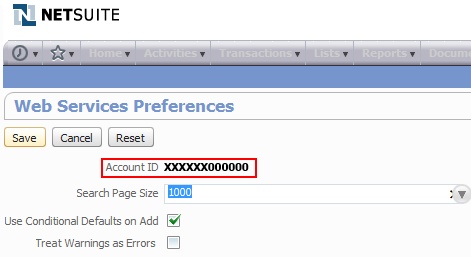 NETSUITE
Home Activities Transactions Lists Reports Docum
Web Services Preferences
Save Cancel Reset
Account ID XXXXXX000000
Search Page Size 1000
Use Conditional Defaults on Add
Treat Warnings as Errors